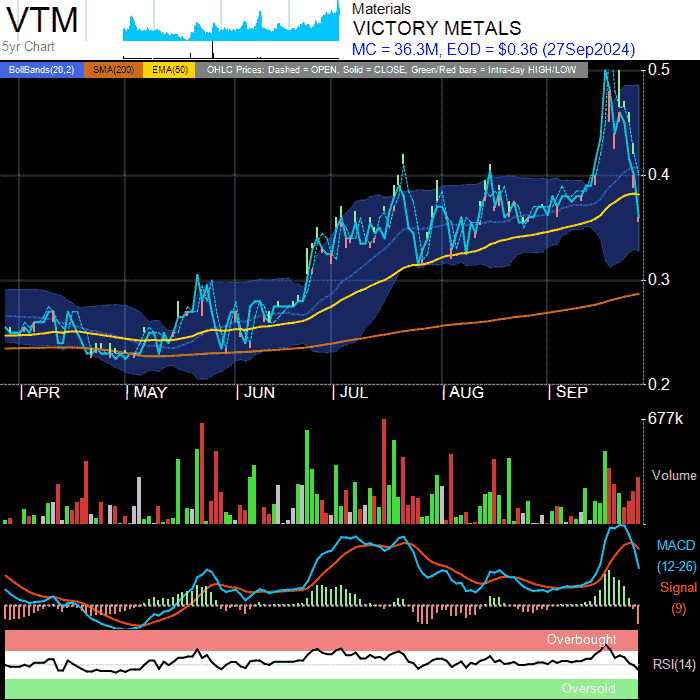 VTM
5yr Chart
Materials
VICTORY METALS
MC = 36.3M, EOD = $0.36 (27Sep2024)
BollBands(20,2) SMA(200) EMA(50) OHLC Prices: Dashed = OPEN, Solid = CLOSE, Green/Red bars = Intra-day HIGH/LOW
0.5
0.4
0.3
0.2
APR MAY JUN JUL AUG SEP
677k
Volume
MACD
(12-26)
Signal
(9)
Overbought
RSI(14)
Oversold